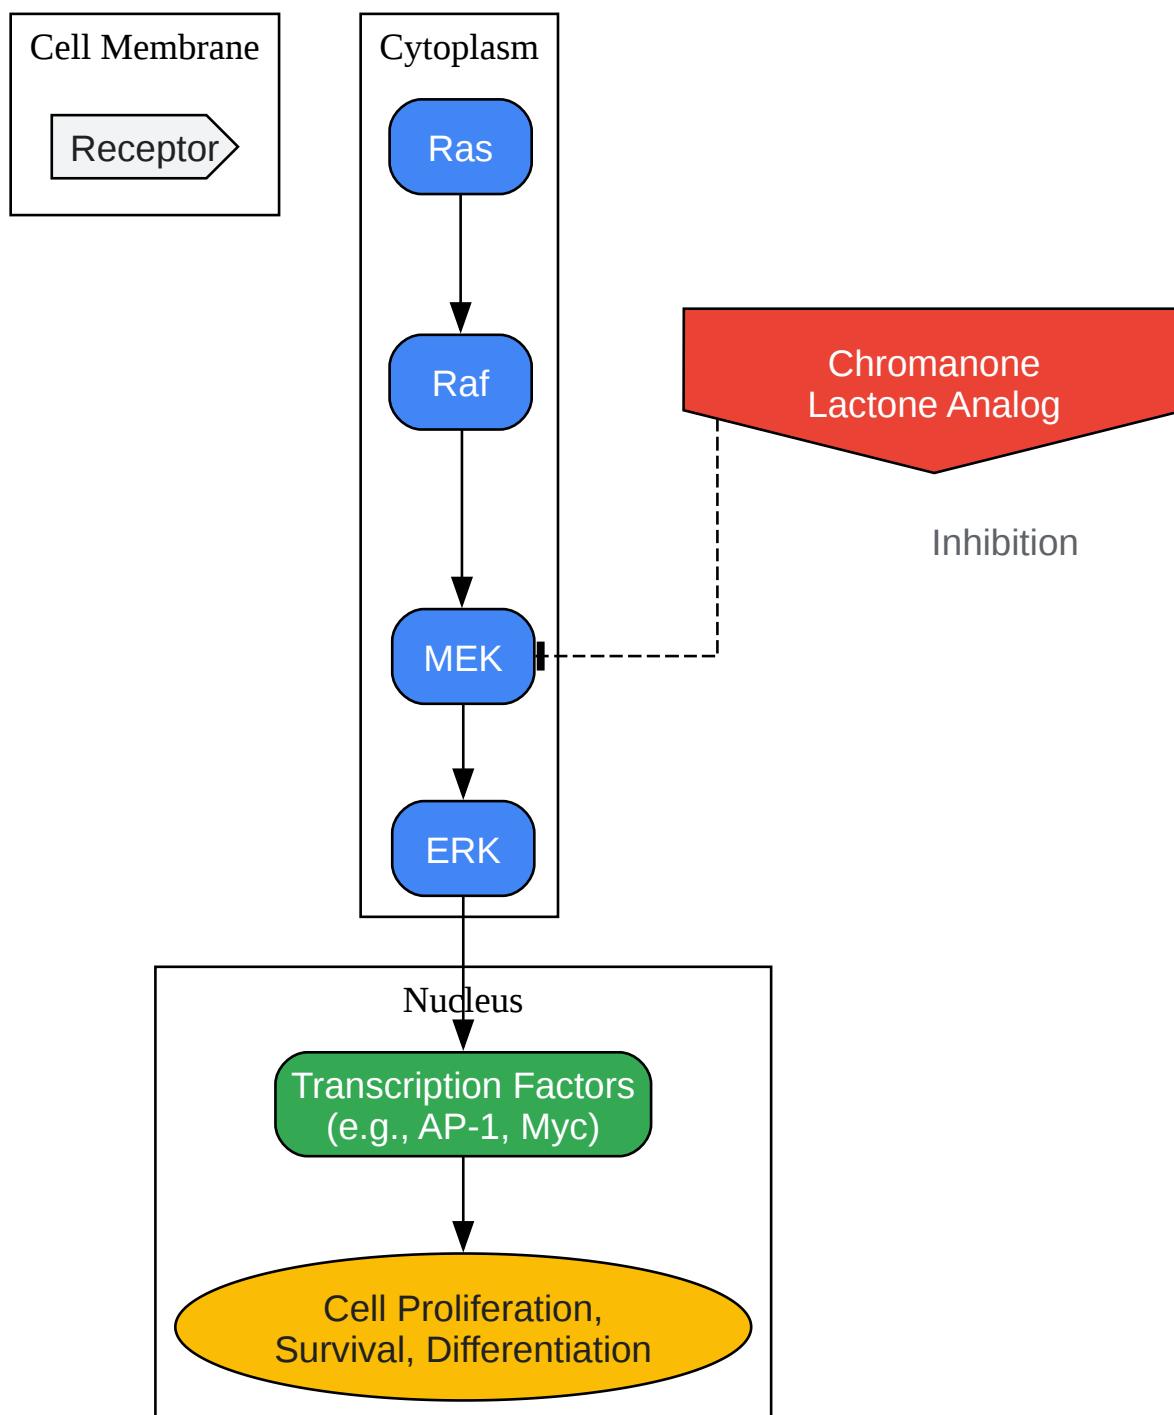 Cell Membrane
Receptor
Cytoplasm
Ras
Raf
Chromanone
Lactone Analog
Inhibition
MEK
ERK
Nucleus
Transcription Factors
(e.g., AP-1, Myc)
Cell Proliferation,
Survival, Differentiation